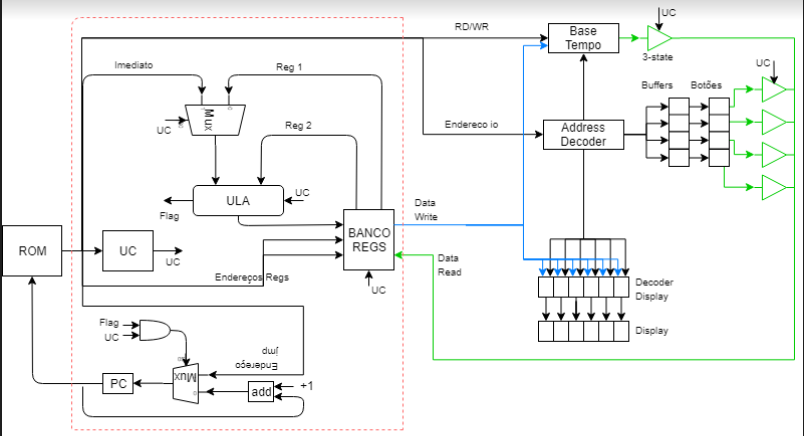 UC
RD/WR
Base
Tempo
3-state
UC
Imediato
Reg 1
Buffers
Botões
Mux
UC
Reg 2
Endereco io
Address
Decoder
ULA
UC
Flag
Data
Write
BANCO
REGS
ROM
UC
UC
Data
Read
Endereços Regs
UC
Decoder
Display
Flag
UC
Display
jmp
Endereço
Mux
PC
add
+1